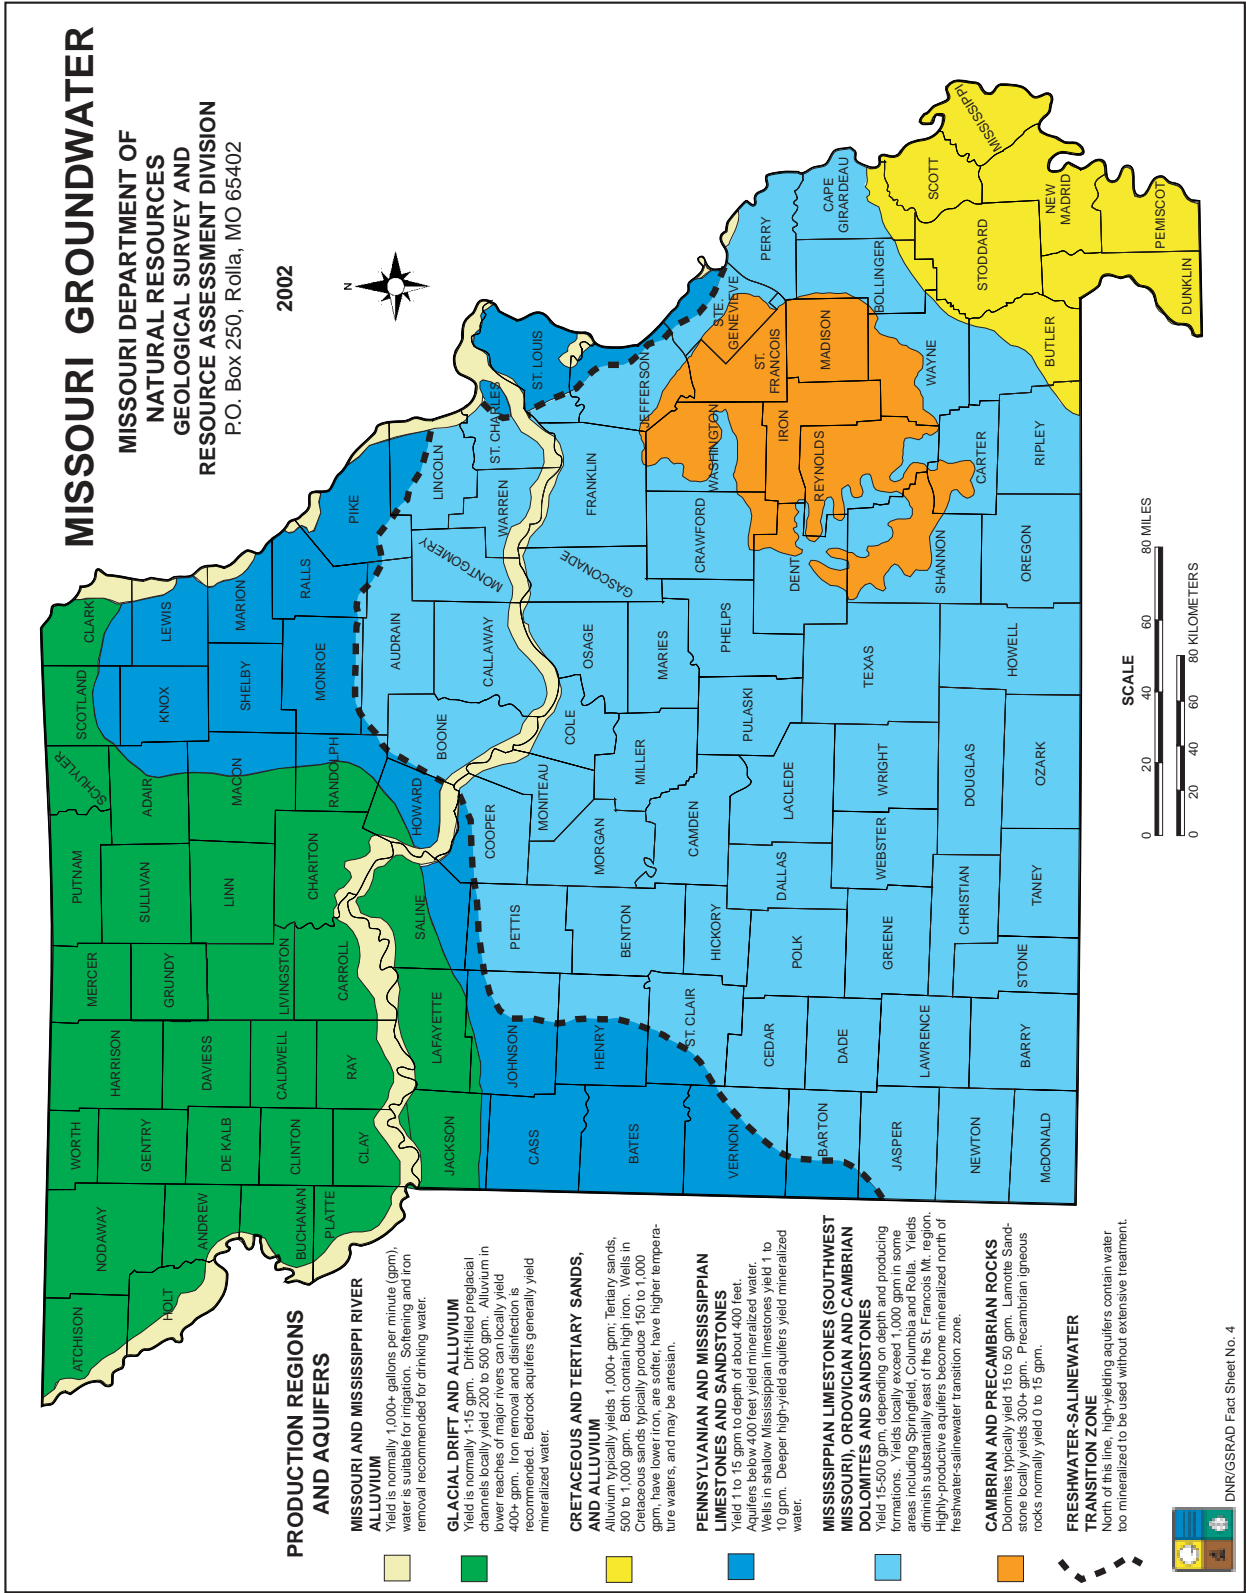 MISSOURI GROUNDWATER
MISSOURI DEPARTMENT OF
NATURAL RESOURCES
GEOLOGICAL SURVEY AND
RESOURCE ASSESSMENT DIVISION
P.O. Box 250, Rolla, MO 65402
2002
N
ATCHISON
NODAWAY
WORTH
HARRISON
MERCER
PUTNAM
SCHUYLER
SCOTLAND
CLARK
HOLT
ANDREW
GENTRY
DAVIESS
GRUNDY
SULLIVAN
ADAIR
KNOX
LEWIS
BUCHANAN
DE KALB
CALDWELL
LIVINGSTON
LINN
MACON
SHELBY
MARION
PLATTE
CLINTON
CLAY
RAY
CARROLL
CHARITON
RANDOLPH
MONROE
RALLS
PIKE
JACKSON
LAFAYETTE
SALINE
HOWARD
BOONE
AUDRAIN
CALLAWAY
MONTGOMERY
LINCOLN
WARREN
ST. CHARLES
ST. LOUIS
CASS
JOHNSON
PETTIS
COOPER
MONITEAU
COLE
OSAGE
GASCONADE
FRANKLIN
JEFFERSON
BATES
HENRY
BENTON
MORGAN
MILLER
MARIES
CRAWFORD
WASHINGTON
ST.
FRANCOIS
STE.
GENEVIEVE
PERRY
VERNON
ST. CLAIR
HICKORY
CAMDEN
PULASKI
PHELPS
DENT
IRON
MADISON
CAPE
GIRARDEAU
BARTON
CEDAR
POLK
DALLAS
LACLEDE
TEXAS
REYNOLDS
WAYNE
BOLLINGER
SCOTT
MISSISSIPPI
JASPER
DADE
GREENE
WEBSTER
WRIGHT
SHANNON
CARTER
BUTLER
STODDARD
NEW
MADRID
NEWTON
LAWRENCE
CHRISTIAN
DOUGLAS
HOWELL
OREGON
RIPLEY
DUNKLIN
PEMISCOT
McDONALD
BARRY
STONE
TANEY
OZARK
SCALE
0 20 40 60 80 MILES
0 20 40 60 80 KILOMETERS
PRODUCTION REGIONS
AND AQUIFERS
MISSOURI AND MISSISSIPPI RIVER
ALLUVIUM
Yield is normally 1,000+ gallons per minute (gpm),
water is suitable for irrigation. Softening and iron
removal recommended for drinking water.
GLACIAL DRIFT AND ALLUVIUM
Yield is normally 1-15 gpm. Drift-filled preglacial
channels locally yield 200 to 500 gpm. Alluvium in
lower reaches of major rivers can locally yield
400+ gpm. Iron removal and disinfection is
recommended. Bedrock aquifers generally yield
mineralized water.
CRETACEOUS AND TERTIARY SANDS,
AND ALLUVIUM
Alluvium typically yields 1,000+ gpm; Tertiary sands,
500 to 1,000 gpm. Both contain high iron. Wells in
Cretaceous sands typically produce 150 to 1,000
gpm, have lower iron, are softer, have higher tempera-
ture waters, and may be artesian.
PENNSYLVANIAN AND MISSISSIPPIAN
LIMESTONES AND SANDSTONES
Yield 1 to 15 gpm to depth of about 400 feet.
Aquifers below 400 feet yield mineralized water.
Wells in shallow Mississippian limestones yield 1 to
10 gpm. Deeper high-yield aquifers yield mineralized
water.
MISSISSIPPIAN LIMESTONES (SOUTHWEST
MISSOURI), ORDOVICIAN AND CAMBRIAN
DOLOMITES AND SANDSTONES
Yield 15-500 gpm, depending on depth and producing
formations. Yields locally exceed 1,000 gpm in some
areas including Springfield, Columbia and Rolla. Yields
diminish substantially east of the St. Francois Mt. region.
Highly-productive aquifers become mineralized north of
freshwater-salinewater transition zone.
CAMBRIAN AND PRECAMBRIAN ROCKS
Dolomites typically yield 15 to 50 gpm. Lamotte Sand-
stone locally yields 300+ gpm. Precambrian igneous
rocks normally yield 0 to 15 gpm.
FRESHWATER-SALINEWATER
TRANSITION ZONE
North of this line, high-yielding aquifers contain water
too mineralized to be used without extensive treatment.
DNR/GSRAD Fact Sheet No. 4